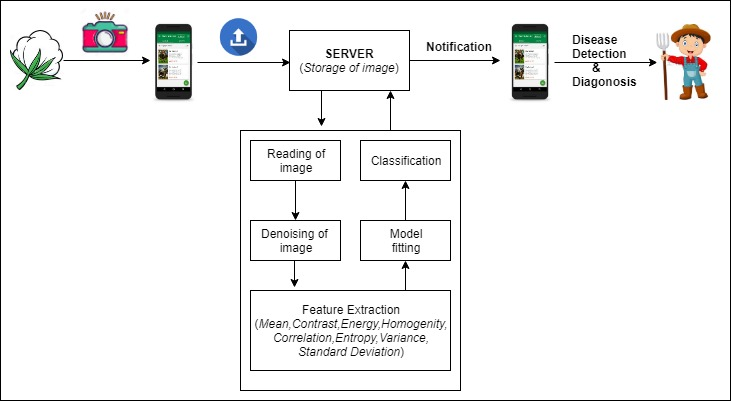 SERVER
(Storage of image)
Notification
Disease
Detection
&
Diagonosis
Reading of
image
Classification
Denoising of
image
Model
fitting
Feature Extraction
(Mean,Contrast,Energy,Homogenity,
Correlation,Entropy,Variance,
Standard Deviation)